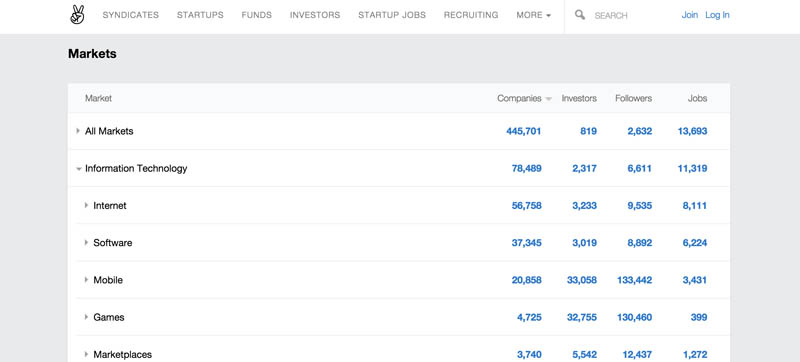 SYNDICATES STARTUPS FUNDS INVESTORS STARTUP JOBS RECRUITING MORE SEARCH Join Log In
Markets
Market Companies Investors Followers Jobs
All Markets 445,701 819 2,632 13,693
Information Technology 78,489 2,317 6,611 11,319
Internet 56,758 3,233 9,535 8,111
Software 37,345 3,019 8,892 6,224
Mobile 20,858 33,058 133,442 3,431
Games 4,725 32,755 130,460 399
Marketplaces 3,740 5,542 12,437 1,272